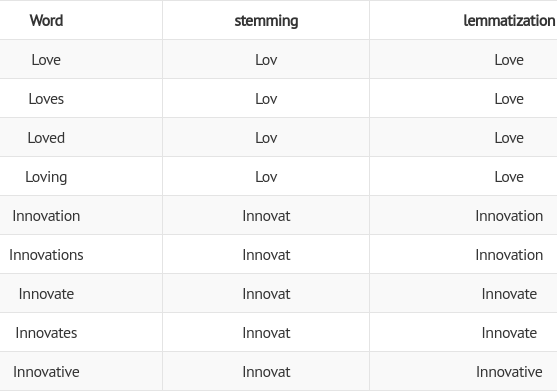 Word stemming lemmatization
Love Lov Love
Loves Lov Love
Loved Lov Love
Loving Lov Love
Innovation Innovat Innovation
Innovations Innovat Innovation
Innovate Innovat Innovate
Innovates Innovat Innovate
Innovative Innovat Innovative